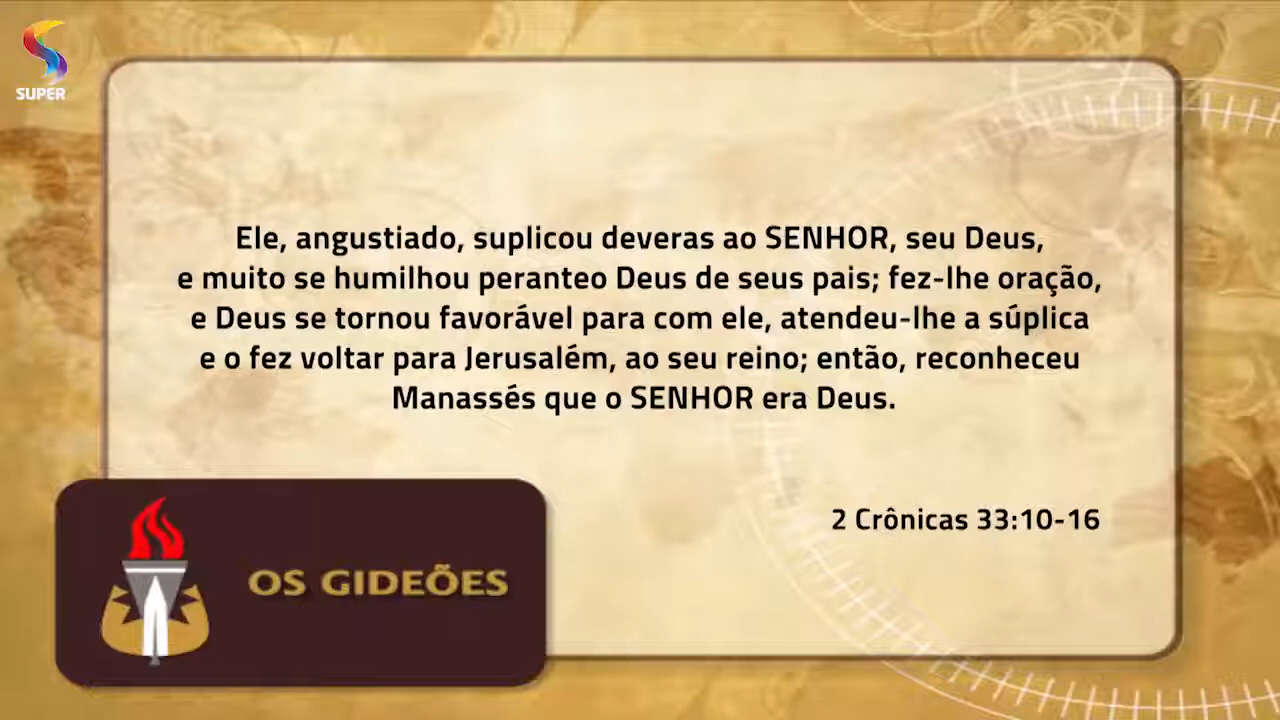 SUPER
Ele, angustiado, suplicou deveras ao SENHOR, seu Deus,
e muito se humilhou peranteo Deus de seus pais; fez-lhe oração,
e Deus se tornou favorável para com ele, atendeu-lhe a súplica
e o fez voltar para Jerusalém, ao seu reino; então, reconheceu
Manassés que o SENHOR era Deus.
2 Crônicas 33:10-16
OS GIDEÕES